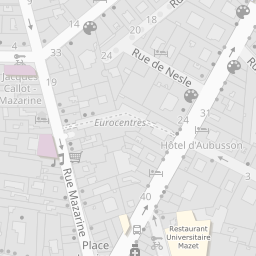 14
33
20
Rue de Nesle
19
Jacques
Callot
Mazarine
24
31
Eurocentres
Hôtel d'Aubusson
Rue Mazarine
40
Restaurant
Universitaire
Mazet
Place